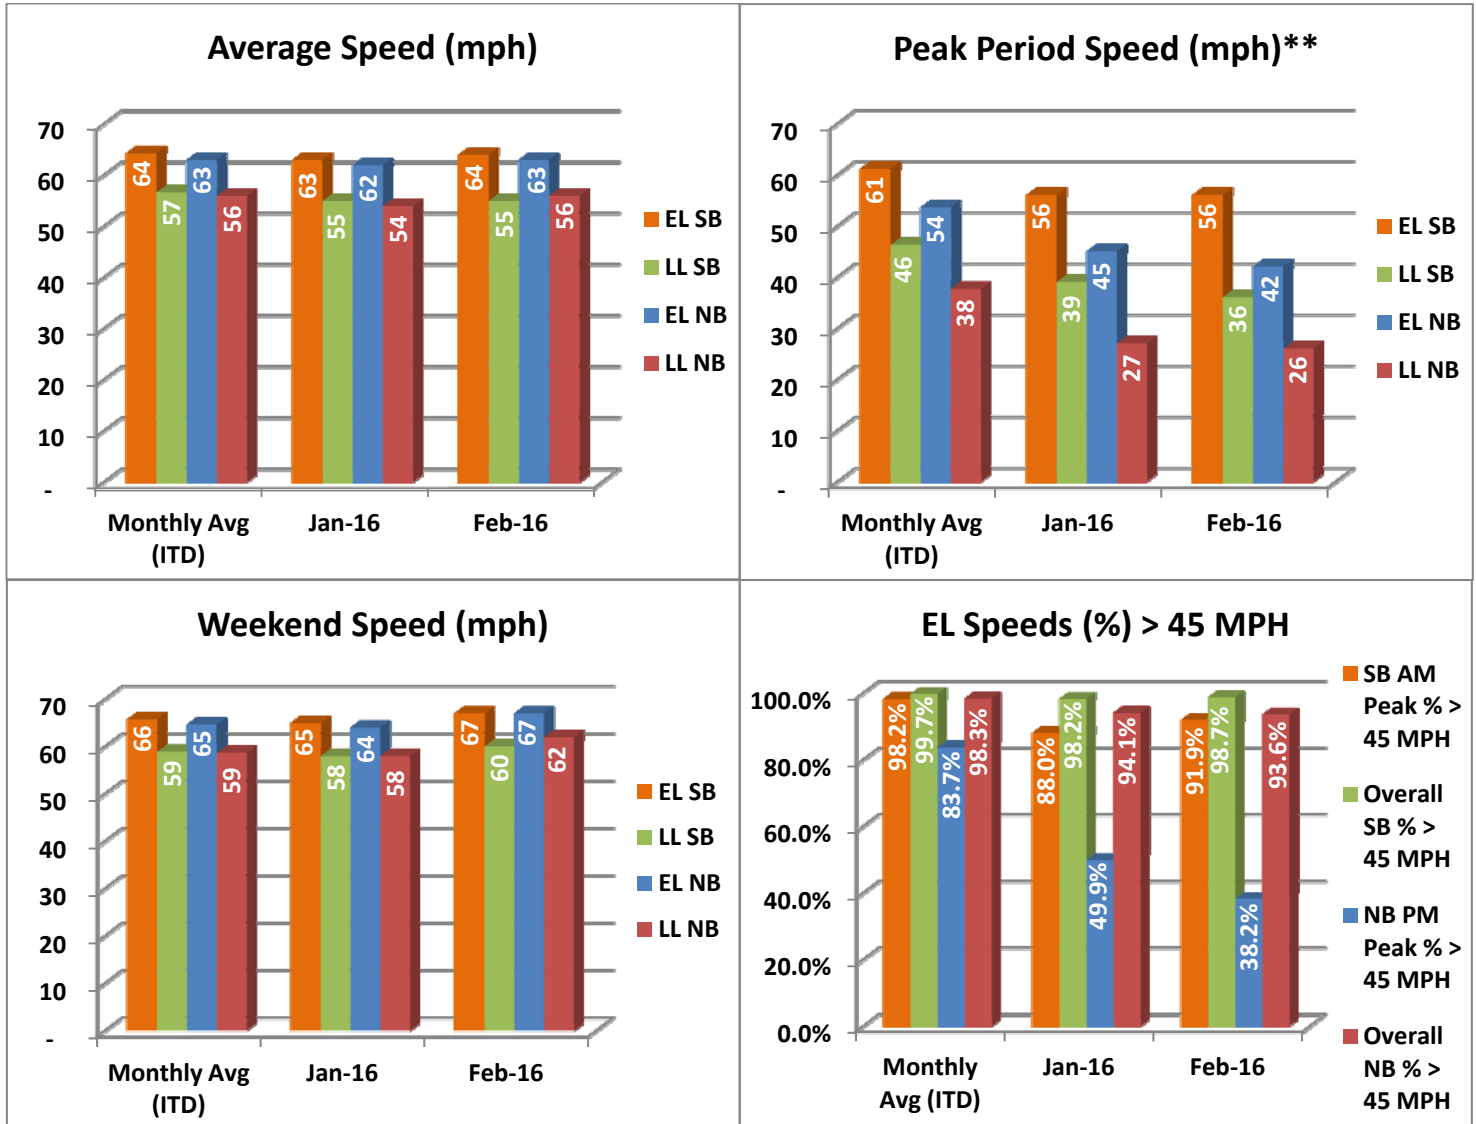 Average Speed (mph)
70
60
50
40
30
20
10
-
64
57
63
56
63
55
62
54
64
55
63
56
Monthly Avg
(ITD)
Jan-16
Feb-16
EL SB
LL SB
EL NB
LL NB
Peak Period Speed (mph)**
70
60
50
40
30
20
10
-
61
46
54
38
56
39
45
27
56
36
42
26
Monthly Avg
(ITD)
Jan-16
Feb-16
EL SB
LL SB
EL NB
LL NB
Weekend Speed (mph)
70
60
50
40
30
20
10
-
66
59
65
59
65
58
64
58
67
60
67
62
Monthly Avg
(ITD)
Jan-16
Feb-16
EL SB
LL SB
EL NB
LL NB
EL Speeds (%) > 45 MPH
100.0%
80.0%
60.0%
40.0%
20.0%
0.0%
98.2%
99.7%
83.7%
98.3%
88.0%
98.2%
49.9%
94.1%
91.9%
98.7%
38.2%
93.6%
Monthly
Avg (ITD)
Jan-16
Feb-16
SB AM
Peak % >
45 MPH
Overall
SB % >
45 MPH
NB PM
Peak % >
45 MPH
Overall
NB % >
45 MPH